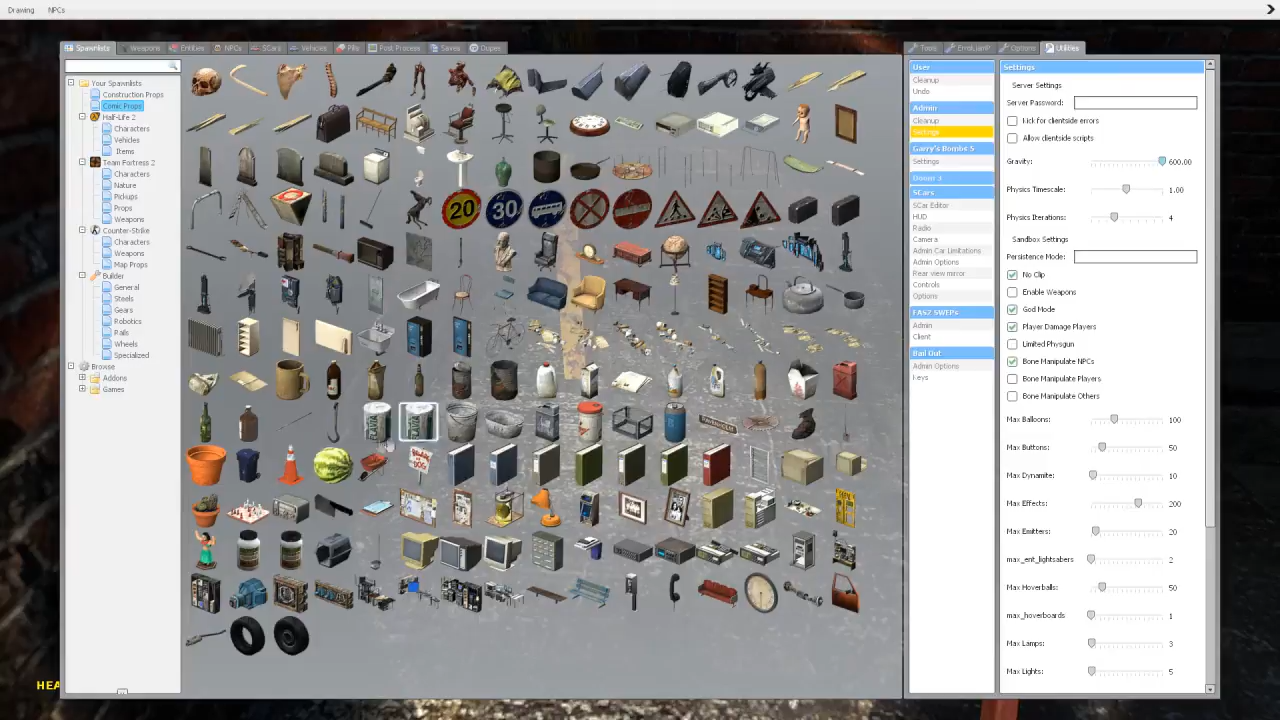 Drawing NPCs
Spawnlists Weapons Entities NPCs SCars Vehicles Pills Post Process Saves Dupes
Tools Options Utilities
Your Spawnlists
Construction Props
Comic Props
Half-Life 2
Characters
Vehicles
Items
Team Fortress 2
Characters
Nature
Pickups
Props
Weapons
Counter-Strike
Characters
Weapons
Map Props
Builder
General
Steels
Gears
Robotics
Rails
Wheels
Specialized
Browse
Addons
Games
20
30
HEA
User
Cleanup
Undo
Admin
Cleanup
Settings
Garry's Bombs 5
Settings
Doom 3
SCars
SCar Editor
HUD
Radio
Camera
Admin Car Limitations
Admin Options
Rear view mirror
Controls
Options
FAS2 SWEPs
Admin
Client
Bail Out
Admin Options
Keys
Settings
Server Settings
Server Password:
Kick for clientside errors
Allow clientside scripts
Gravity: 600.00
Physics Timescale: 1.00
Physics Iterations: 4
Sandbox Settings
Persistence Mode:
No Clip
Enable Weapons
God Mode
Player Damage Players
Limited Physgun
Bone Manipulate NPCs
Bone Manipulate Players
Bone Manipulate Others
Max Balloons: 100
Max Buttons: 50
Max Dynamite: 10
Max Effects: 200
Max Emitters: 20
max_ent_lightsabers 2
Max Hoverballs: 50
max_hoverboards 1
Max Lamps: 3
Max Lights: 5